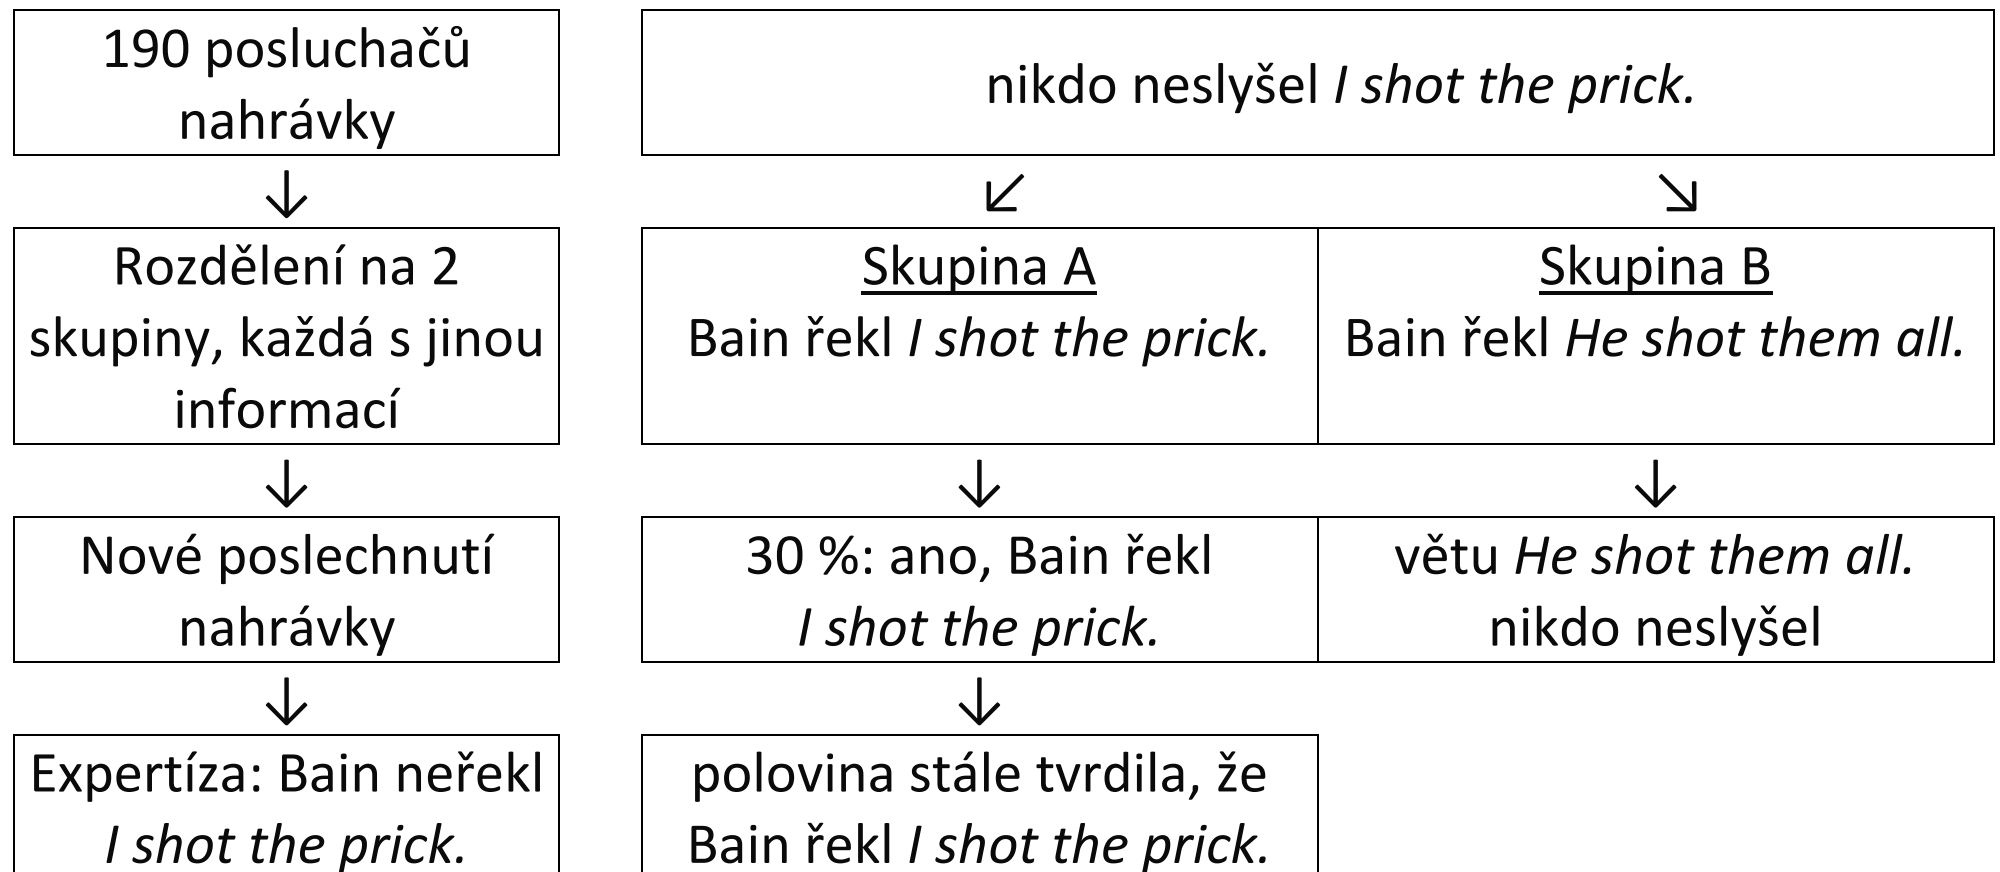 190 posluchačů
nahrávky
nikdo neslyšel I shot the prick.
Rozdělení na 2
skupiny, každá s jinou
informací
Skupina A
Bain řekl I shot the prick.
Skupina B
Bain řekl He shot them all.
Nové poslechnutí
nahrávky
30 %: ano, Bain řekl
I shot the prick.
větu He shot them all.
nikdo neslyšel
Expertíza: Bain neřekl
I shot the prick.
polovina stále tvrdila, že
Bain řekl I shot the prick.